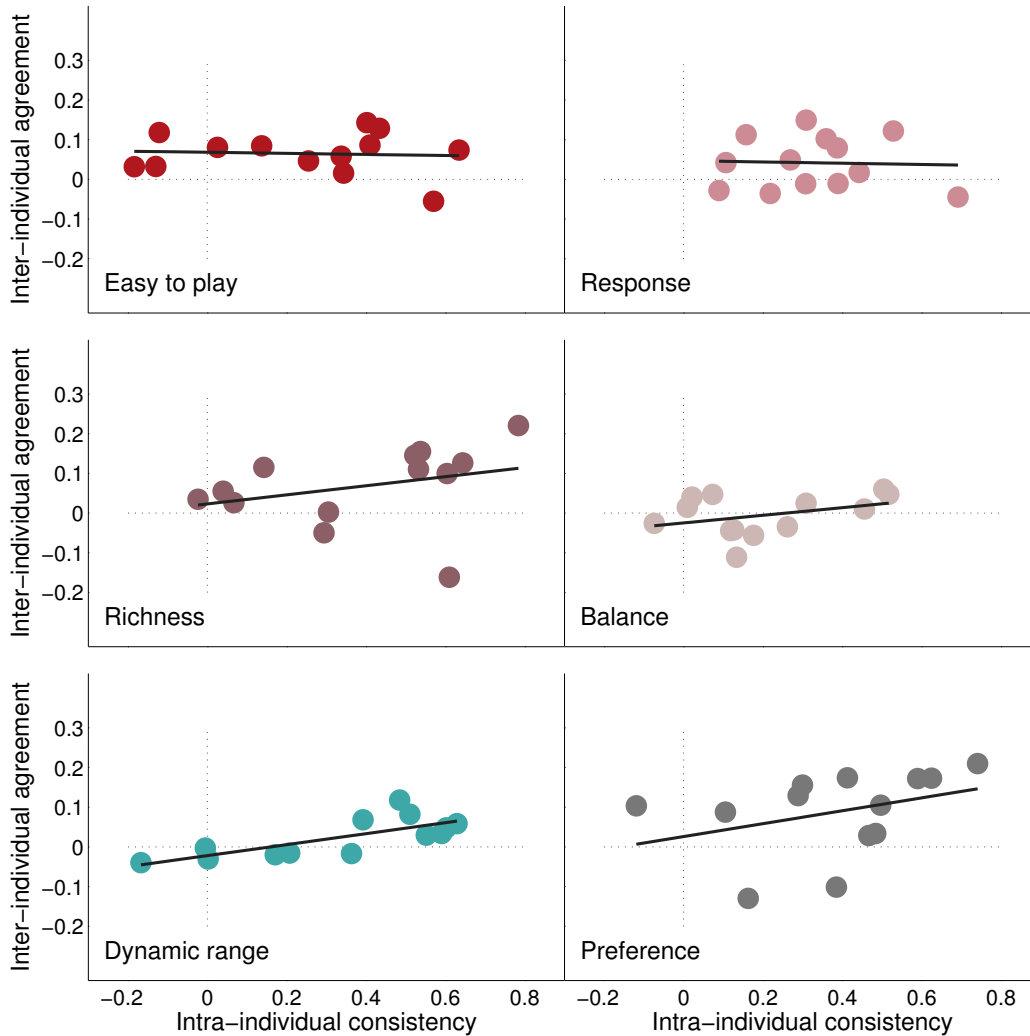 Inter−individual agreement
0.3
0.2
0.1
0
−0.1
−0.2
Easy to play
Response
Inter−individual agreement
0.3
0.2
0.1
0
−0.1
−0.2
Richness
Balance
Inter−individual agreement
0.3
0.2
0.1
0
−0.1
−0.2
Dynamic range
Preference
−0.2 0 0.2 0.4 0.6 0.8
−0.2 0 0.2 0.4 0.6 0.8
Intra−individual consistency
Intra−individual consistency